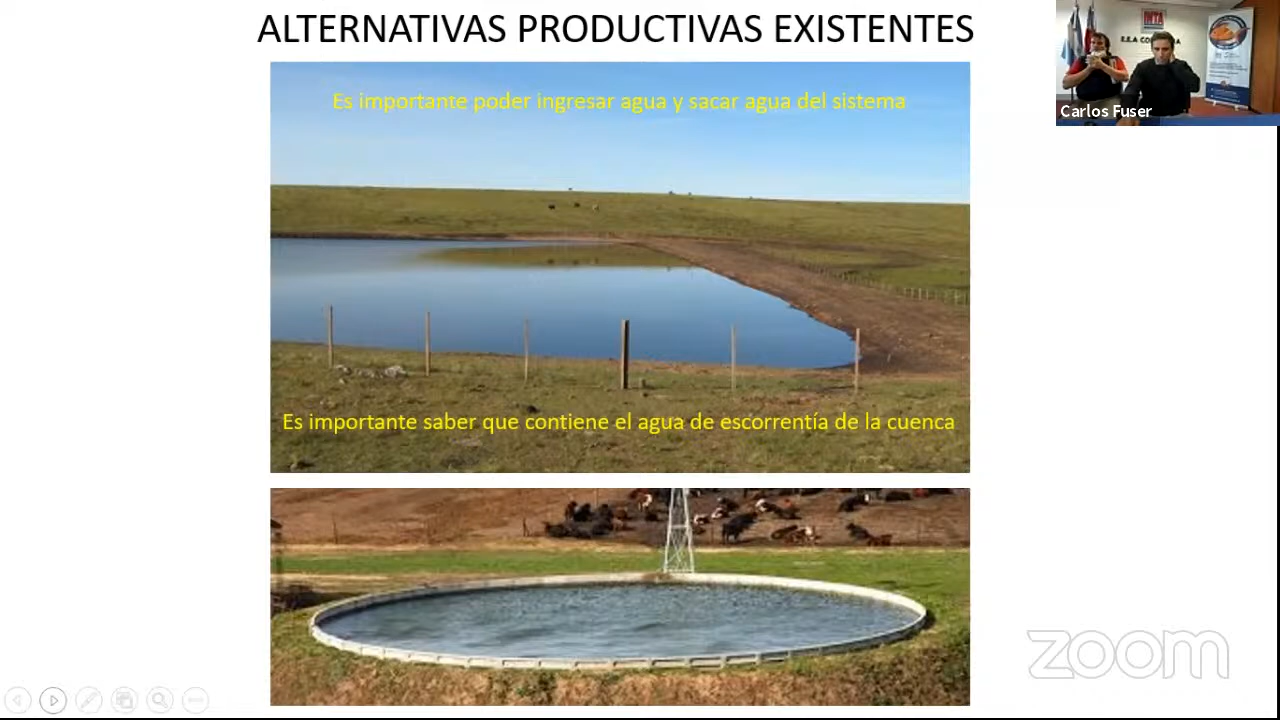 ALTERNATIVAS PRODUCTIVAS EXISTENTES
Es importante poder ingresar agua y sacar agua del sistema
Es importante saber que contiene el agua de escorrentía de la cuenca
INTA
Carlos Fuser
zoom